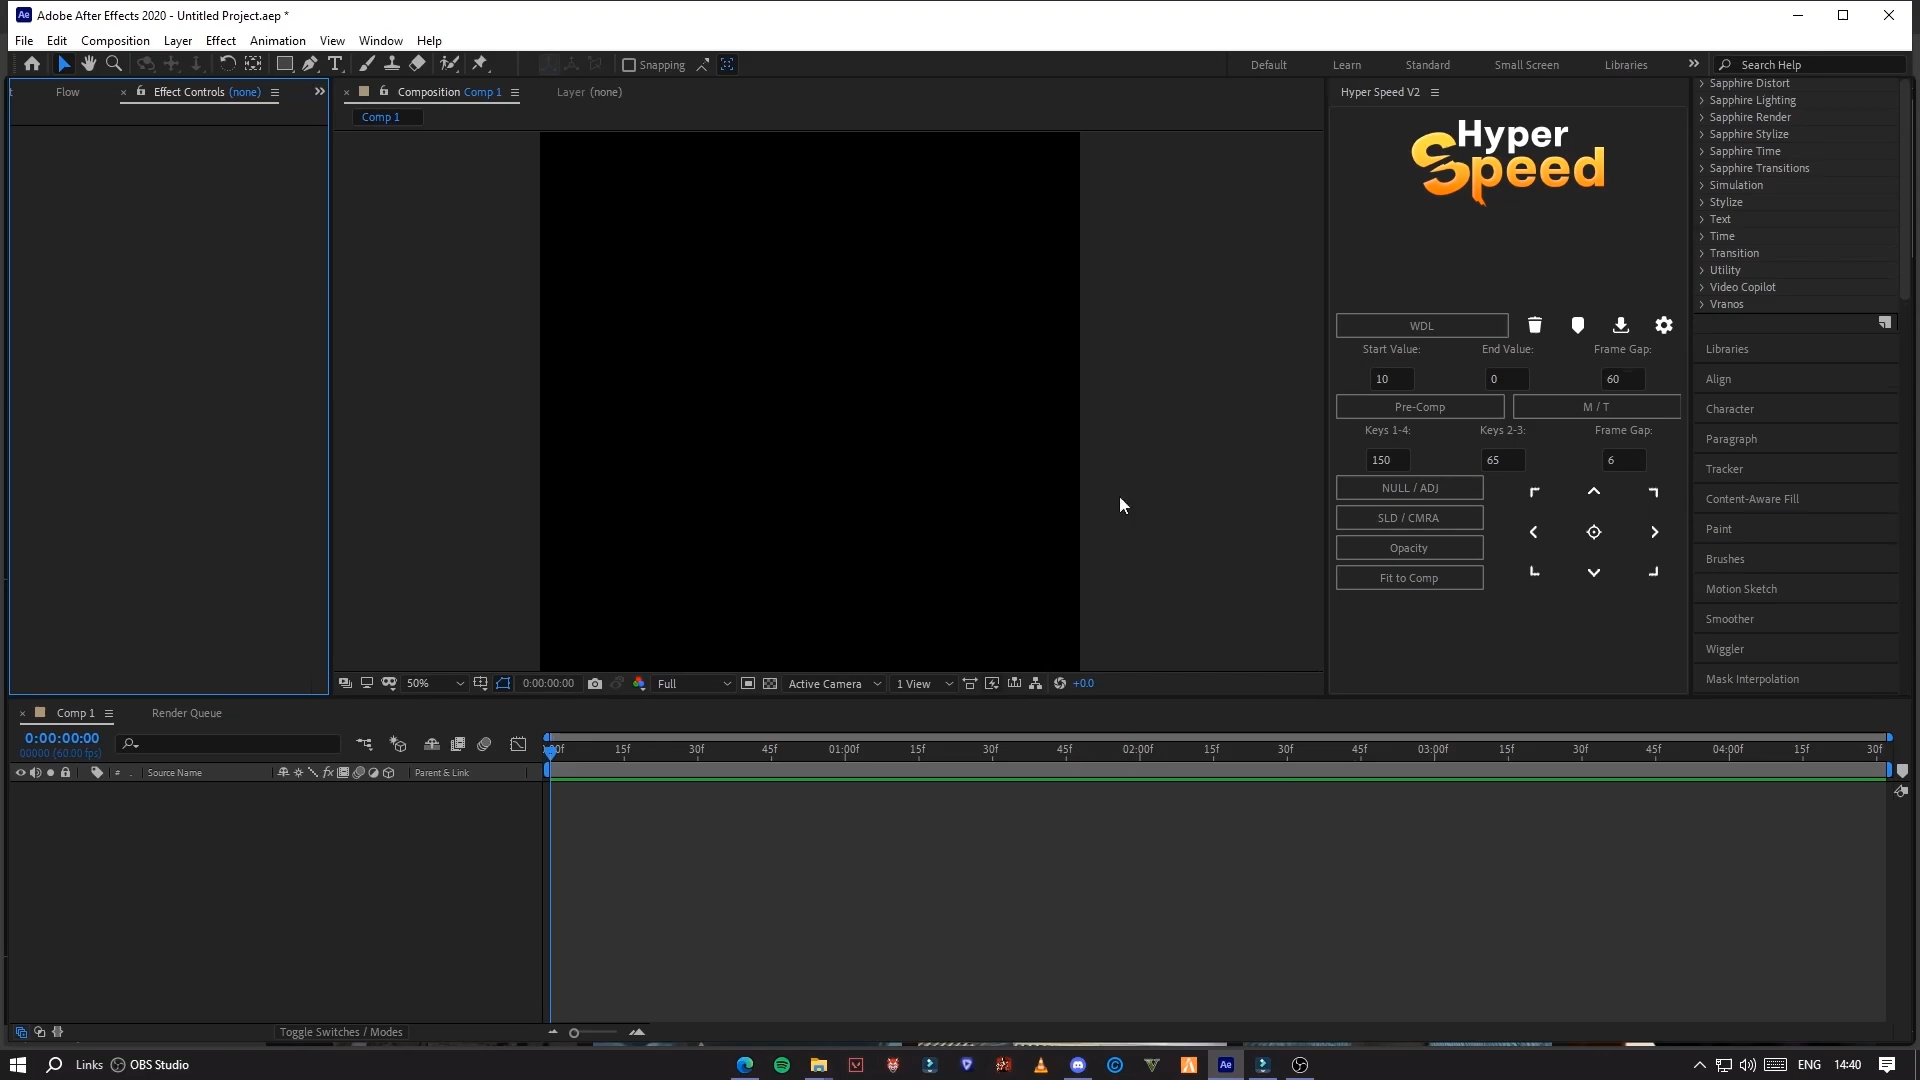 Adobe After Effects 2020 - Untitled Project.aep *
File Edit Composition Layer Effect Animation View Window Help
Snapping
Default Learn Standard Small Screen Libraries
Search Help
Flow
Effect Controls (none)
Composition Comp 1
Layer (none)
Comp 1
Hyper Speed V2
Hyper
Speed
WDL
Start Value: End Value: Frame Gap:
10 0 60
Pre-Comp M / T
Keys 1-4: Keys 2-3: Frame Gap:
150 65 6
NULL / ADJ
SLD / CMRA
Opacity
Fit to Comp
Sapphire Distort
Sapphire Lighting
Sapphire Render
Sapphire Stylize
Sapphire Time
Sapphire Transitions
Simulation
Stylize
Text
Time
Transition
Utility
Video Copilot
Vranos
Libraries
Align
Character
Paragraph
Tracker
Content-Aware Fill
Paint
Brushes
Motion Sketch
Smoother
Wiggler
Mask Interpolation
50% 0:00:00:00 Full Active Camera 1 View +0.0
Comp 1 Render Queue
0:00:00:00
00000 (60.00 fps)
15f 30f 45f 01:00f 15f 30f 45f 02:00f 15f 30f 45f 03:00f 15f 30f 45f 04:00f 15f 30f
# Source Name fx Parent & Link
Toggle Switches / Modes
Links OBS Studio Ae ENG 14:40